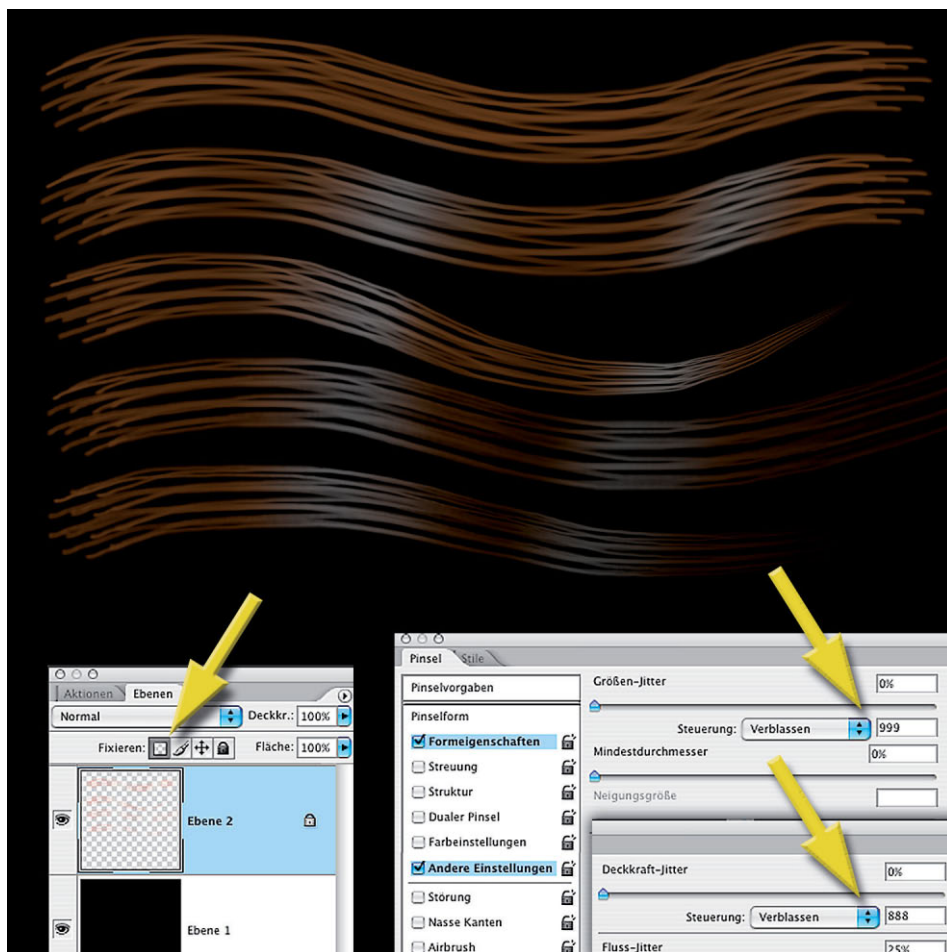 Aktionen Ebenen
Normal Deckkr.: 100%
Fixieren: Fläche: 100%
Ebene 2
Ebene 1
Pinsel Stile
Pinselvorgaben
Pinselform
Formeigenschaften
Streuung
Struktur
Dualer Pinsel
Farbeinstellungen
Andere Einstellungen
Störung
Nasse Kanten
Airbrush
Größen-Jitter 0%
Steuerung: Verblassen 999
Mindestdurchmesser 0%
Neigungsgröße
Deckkraft-Jitter 0%
Steuerung: Verblassen 888
Fluss-Jitter 25%